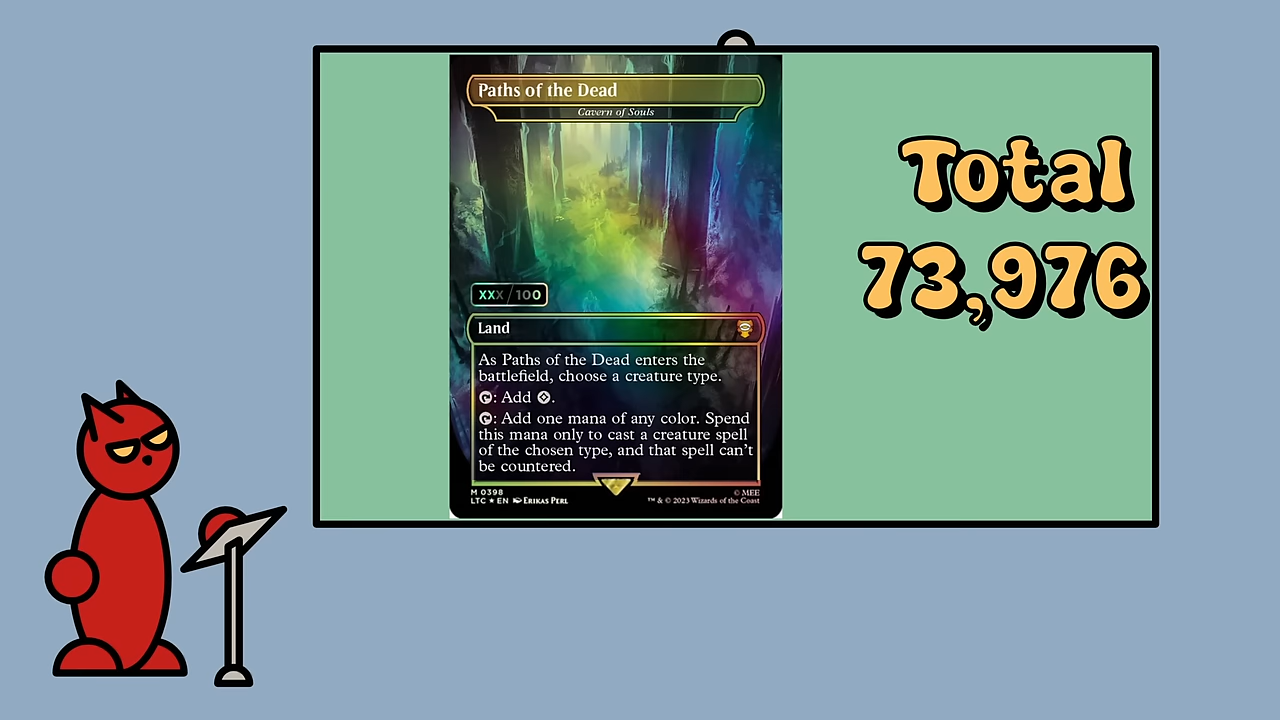 Paths of the Dead
Cavern of Souls
XXX/100
Land
As Paths of the Dead enters the
battlefield, choose a creature type.
: Add .
: Add one mana of any color. Spend
this mana only to cast a creature spell
of the chosen type, and that spell can't
be countered.
M 0398
LTC ★ EN Erikas Perl
© MEE
™ & © 2023 Wizards of the Coast
Total
73,976